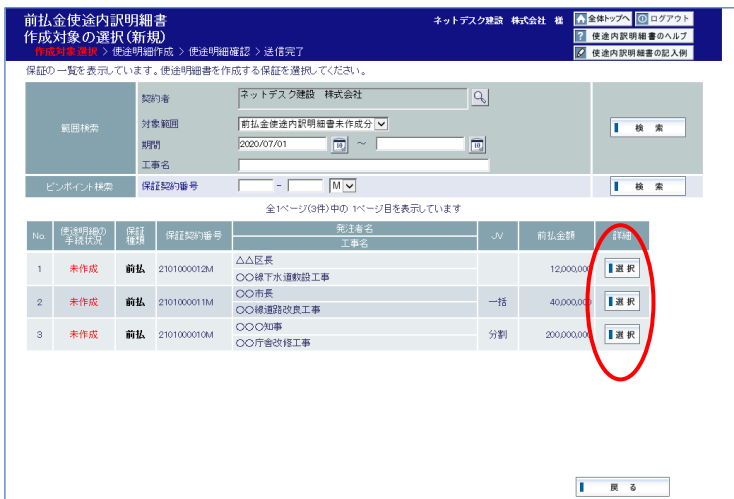 前払金使途内訳明細書
作成対象の選択(新規)
作成対象選択 > 使途明細作成 > 使途明細確認 > 送信完了
ネットデスク建設 株式会社 様
全体トップへ ログアウト
使途内訳明細書のヘルプ
使途内訳明細書の記入例
保証の一覧を表示しています。使途明細書を作成する保証を選択してください。
範囲検索
契約者 ネットデスク建設 株式会社
対象範囲 前払金使途内訳明細書未作成分
期間 2020/07/01 ~
工事名
検 索
ピンポイント検索 保証契約番号 - M 検 索
全1ページ(3件)中の 1ページ目を表示しています
No. 使途明細の手続状況 保証種類 保証契約番号 発注者名 工事名 JV 前払金額 詳細
1 未作成 前払 2101000012M △△区長 12,000,000 選択
○○線下水道敷設工事
2 未作成 前払 2101000011M ○○市長 一括 40,000,000 選択
○○線道路改良工事
3 未作成 前払 2101000010M ○○○知事 分割 200,000,000 選択
○○庁舎改修工事
戻 る